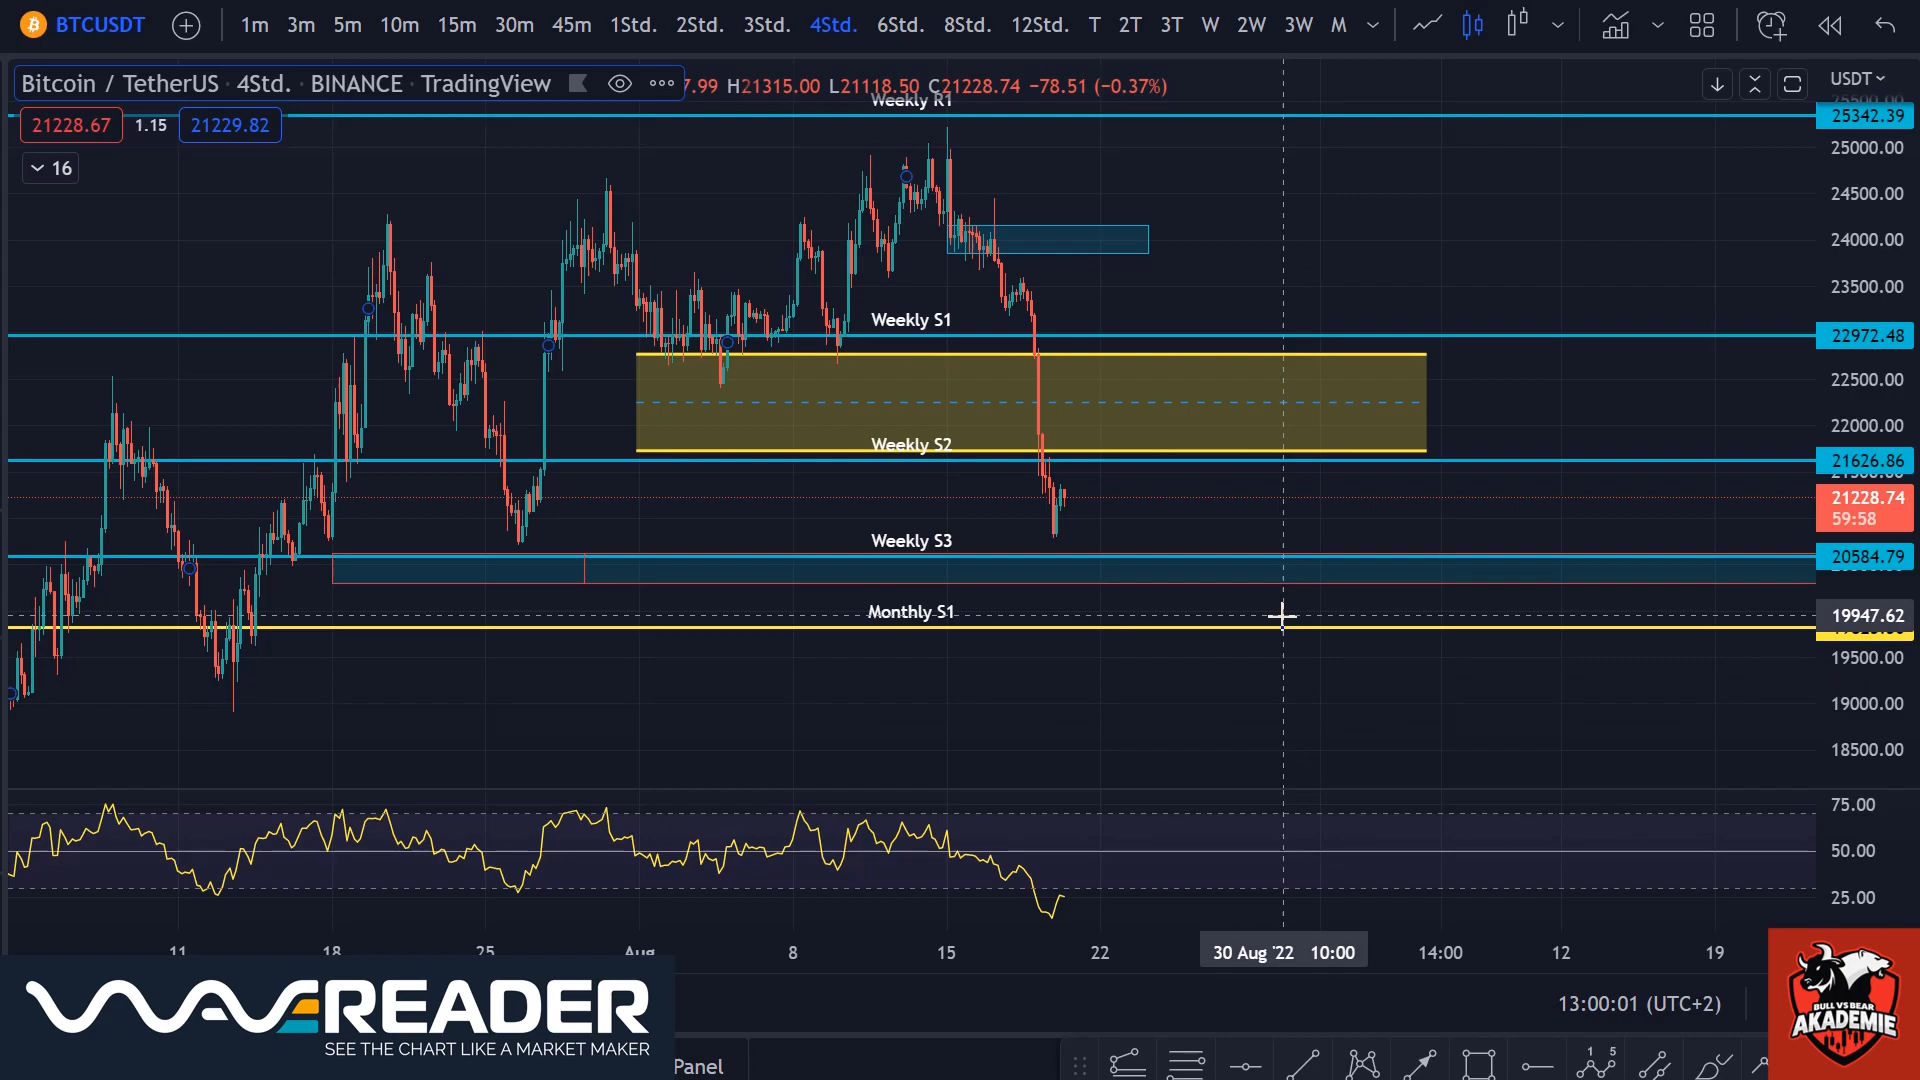 BTCUSDT 1m 3m 5m 10m 15m 30m 45m 1Std. 2Std. 3Std. 4Std. 6Std. 8Std. 12Std. T 2T 3T W 2W 3W M
Bitcoin / TetherUS · 4Std. · BINANCE · TradingView 7.99 H21315.00 L21118.50 C21228.74 −78.51 (−0.37%)
USDT
Weekly R1
25342.39
21228.67 1.15 21229.82
16
25000.00
24500.00
24000.00
23500.00
Weekly S1
22972.48
22500.00
22000.00
Weekly S2
21626.86
21228.74
59:58
Weekly S3
20584.79
Monthly S1
19947.62
19500.00
19000.00
18500.00
75.00
50.00
25.00
11 18 25 Aug 8 15 22 30 Aug '22 10:00 14:00 12 19
WAVEREADER
SEE THE CHART LIKE A MARKET MAKER
13:00:01 (UTC+2)
BULL VS BEAR
AKADEMIE
Panel
1 5